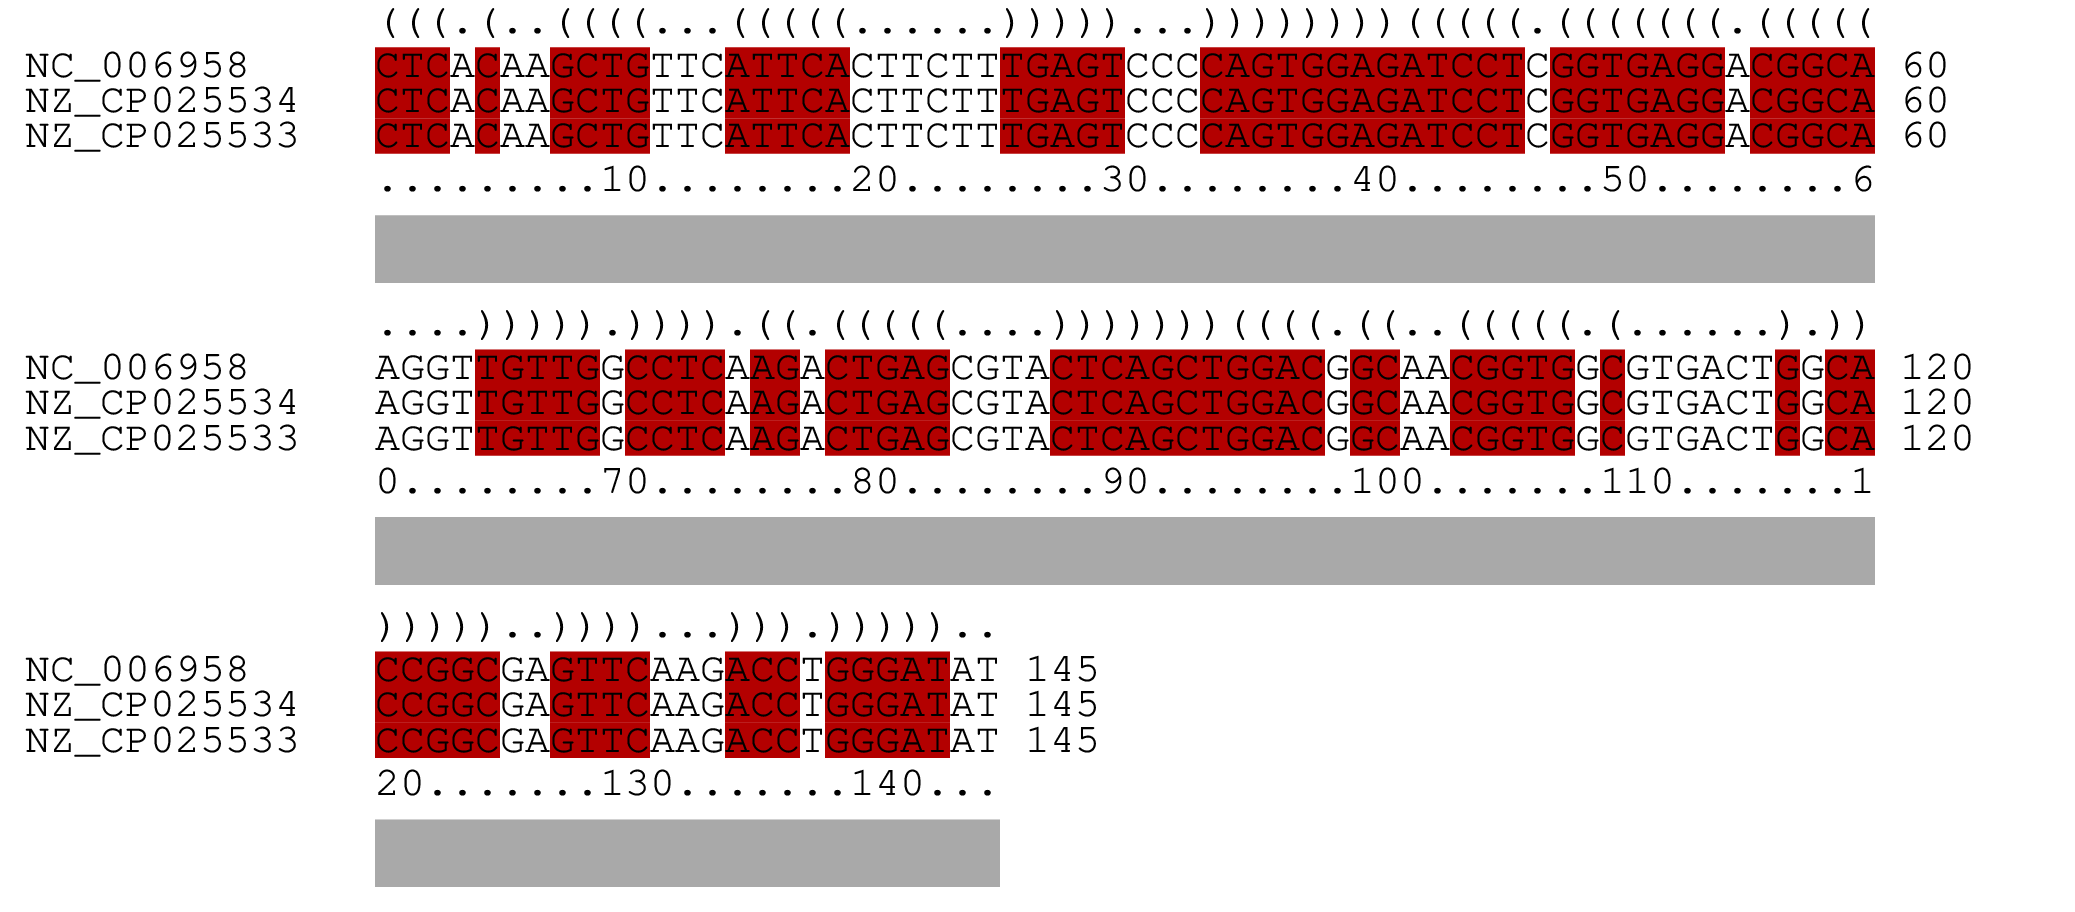 (((.(..((((...(((((......)))))...))))))))(((((.(((((((.(((((
NC_006958 CTCACAAGCTGTTCATTCACTTCTTTGAGTCCCCAGTGGAGATCCTCGGTGAGGACGGCA 60
NZ_CP025534 CTCACAAGCTGTTCATTCACTTCTTTGAGTCCCCAGTGGAGATCCTCGGTGAGGACGGCA 60
NZ_CP025533 CTCACAAGCTGTTCATTCACTTCTTTGAGTCCCCAGTGGAGATCCTCGGTGAGGACGGCA 60
.........10........20........30........40........50........6
....))))).)))).((.(((((....)))))))((((.((..(((((.(......).))
NC_006958 AGGTTGTTGGCCTCAAGACTGAGCGTACTCAGCTGGACGGCAACGGTGGCGTGACTGGCA 120
NZ_CP025534 AGGTTGTTGGCCTCAAGACTGAGCGTACTCAGCTGGACGGCAACGGTGGCGTGACTGGCA 120
NZ_CP025533 AGGTTGTTGGCCTCAAGACTGAGCGTACTCAGCTGGACGGCAACGGTGGCGTGACTGGCA 120
0........70........80........90........100.......110.......1
)))))..))))...))).)))))..
NC_006958 CCGGCGAGTTCAAGACCTGGGATAT 145
NZ_CP025534 CCGGCGAGTTCAAGACCTGGGATAT 145
NZ_CP025533 CCGGCGAGTTCAAGACCTGGGATAT 145
20.......130.......140...